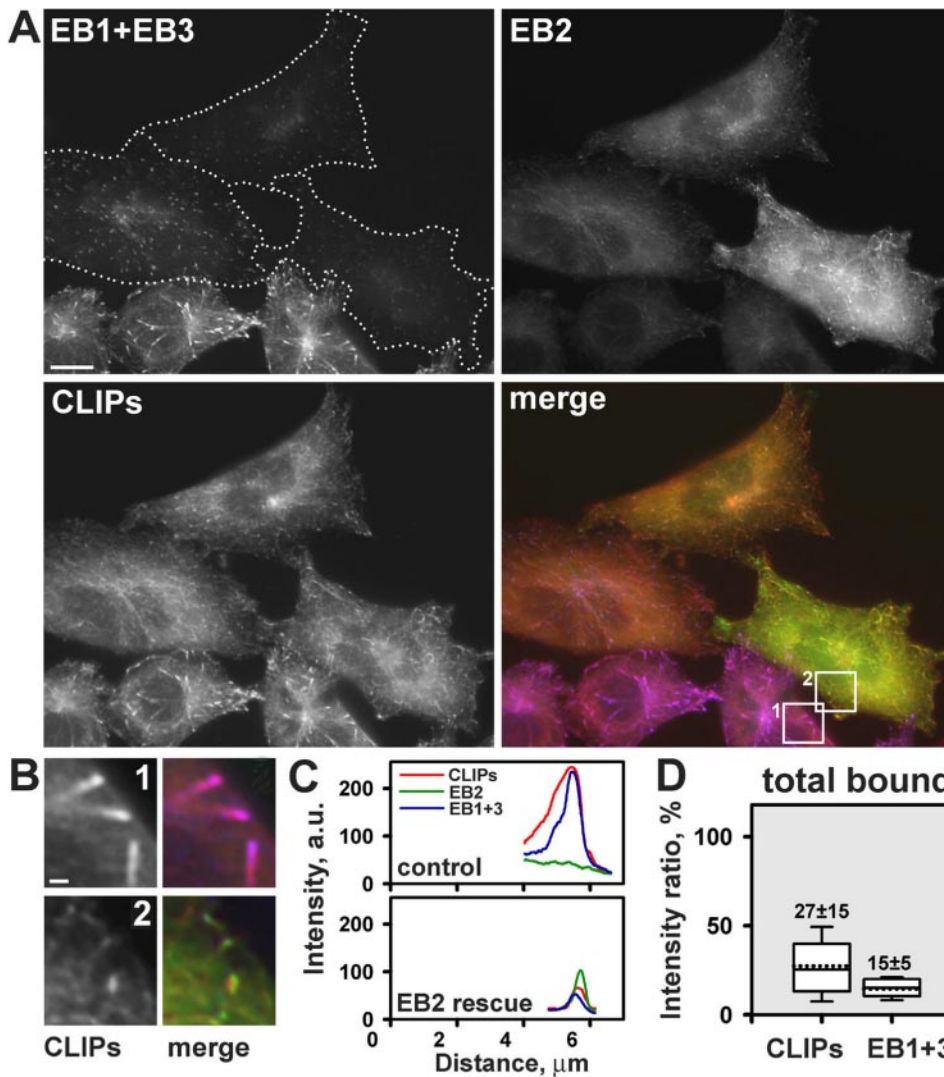 A EB1+EB3 EB2
CLIPs merge
2
1
B 1
2
CLIPs merge
C
CLIPs
EB2
EB1+3
control
EB2 rescue
Intensity, a.u.
200
100
0
200
100
0
0 2 4 6
Distance, μm
D total bound
Intensity ratio, %
100
50
0
27±15
15±5
CLIPs EB1+3